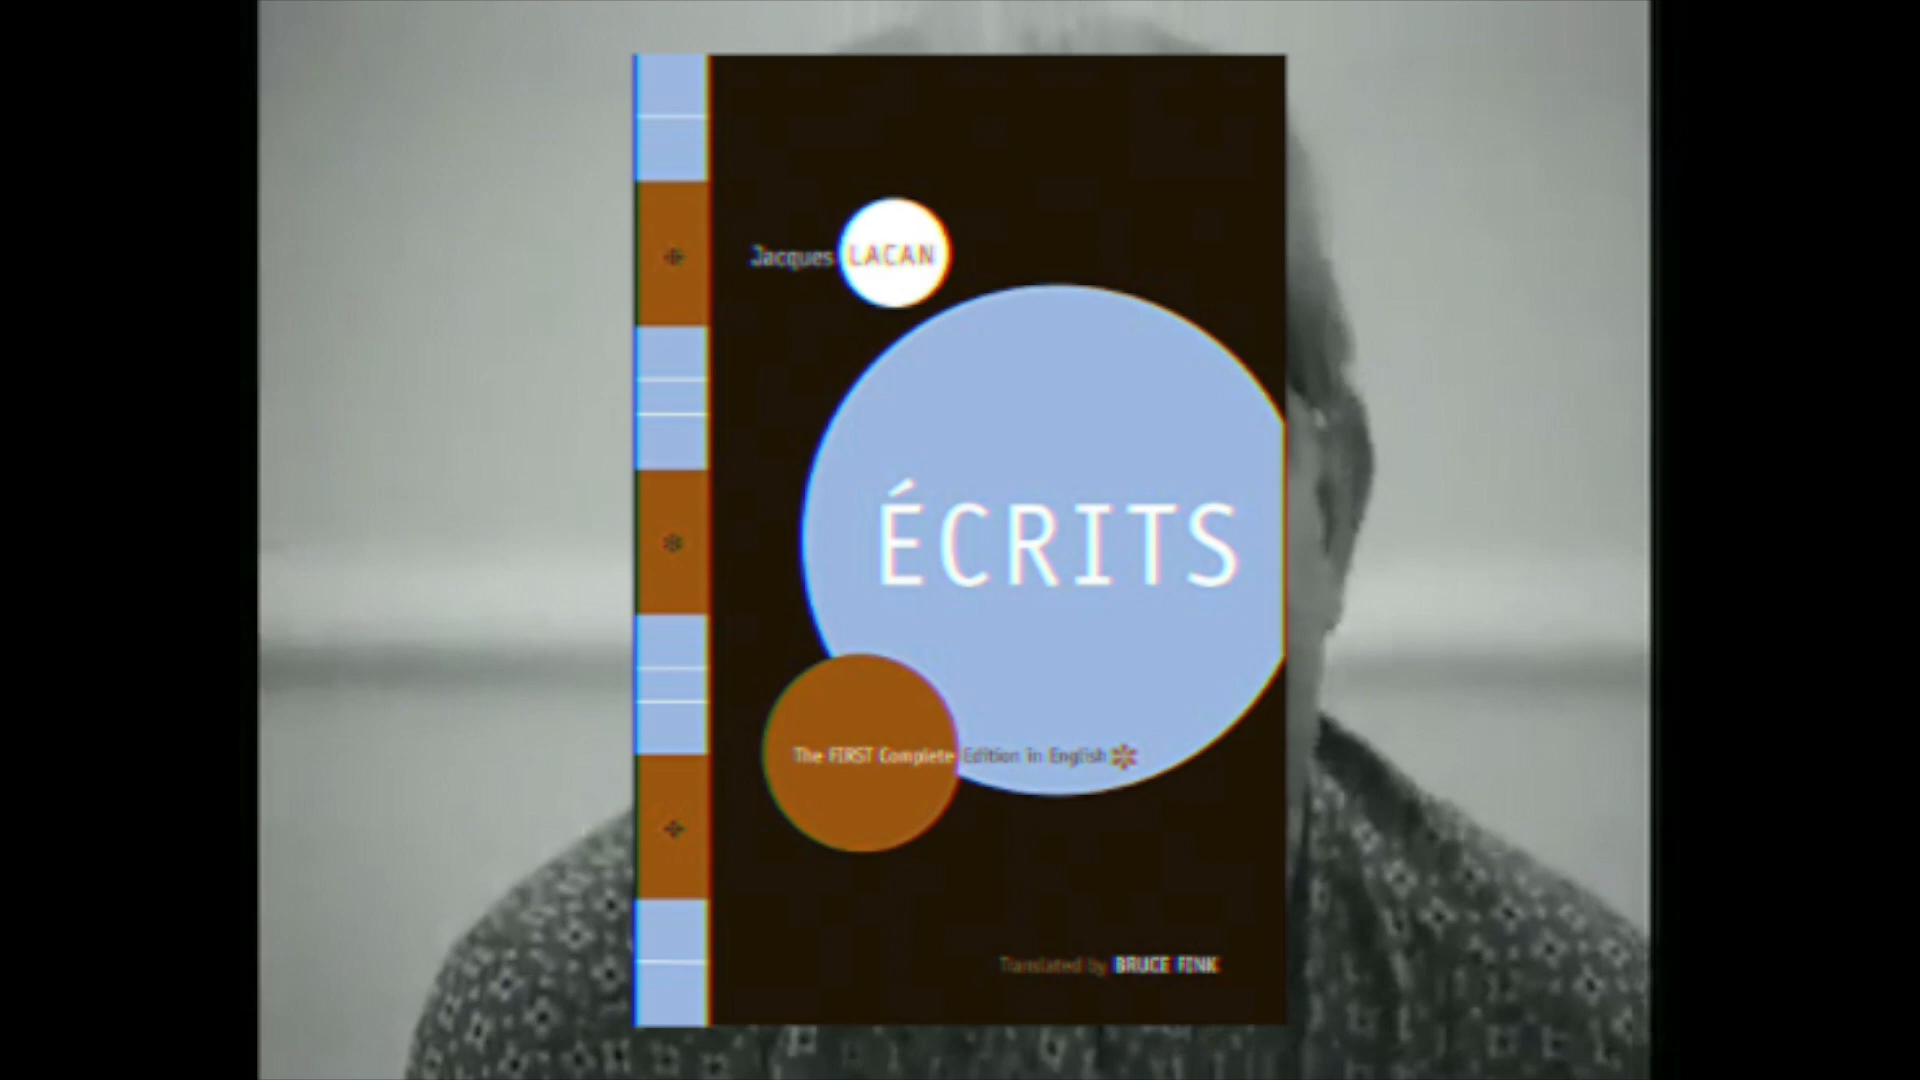 Jacques LACAN
ÉCRITS
The FIRST Complete Edition in English
Translated by BRUCE FINK